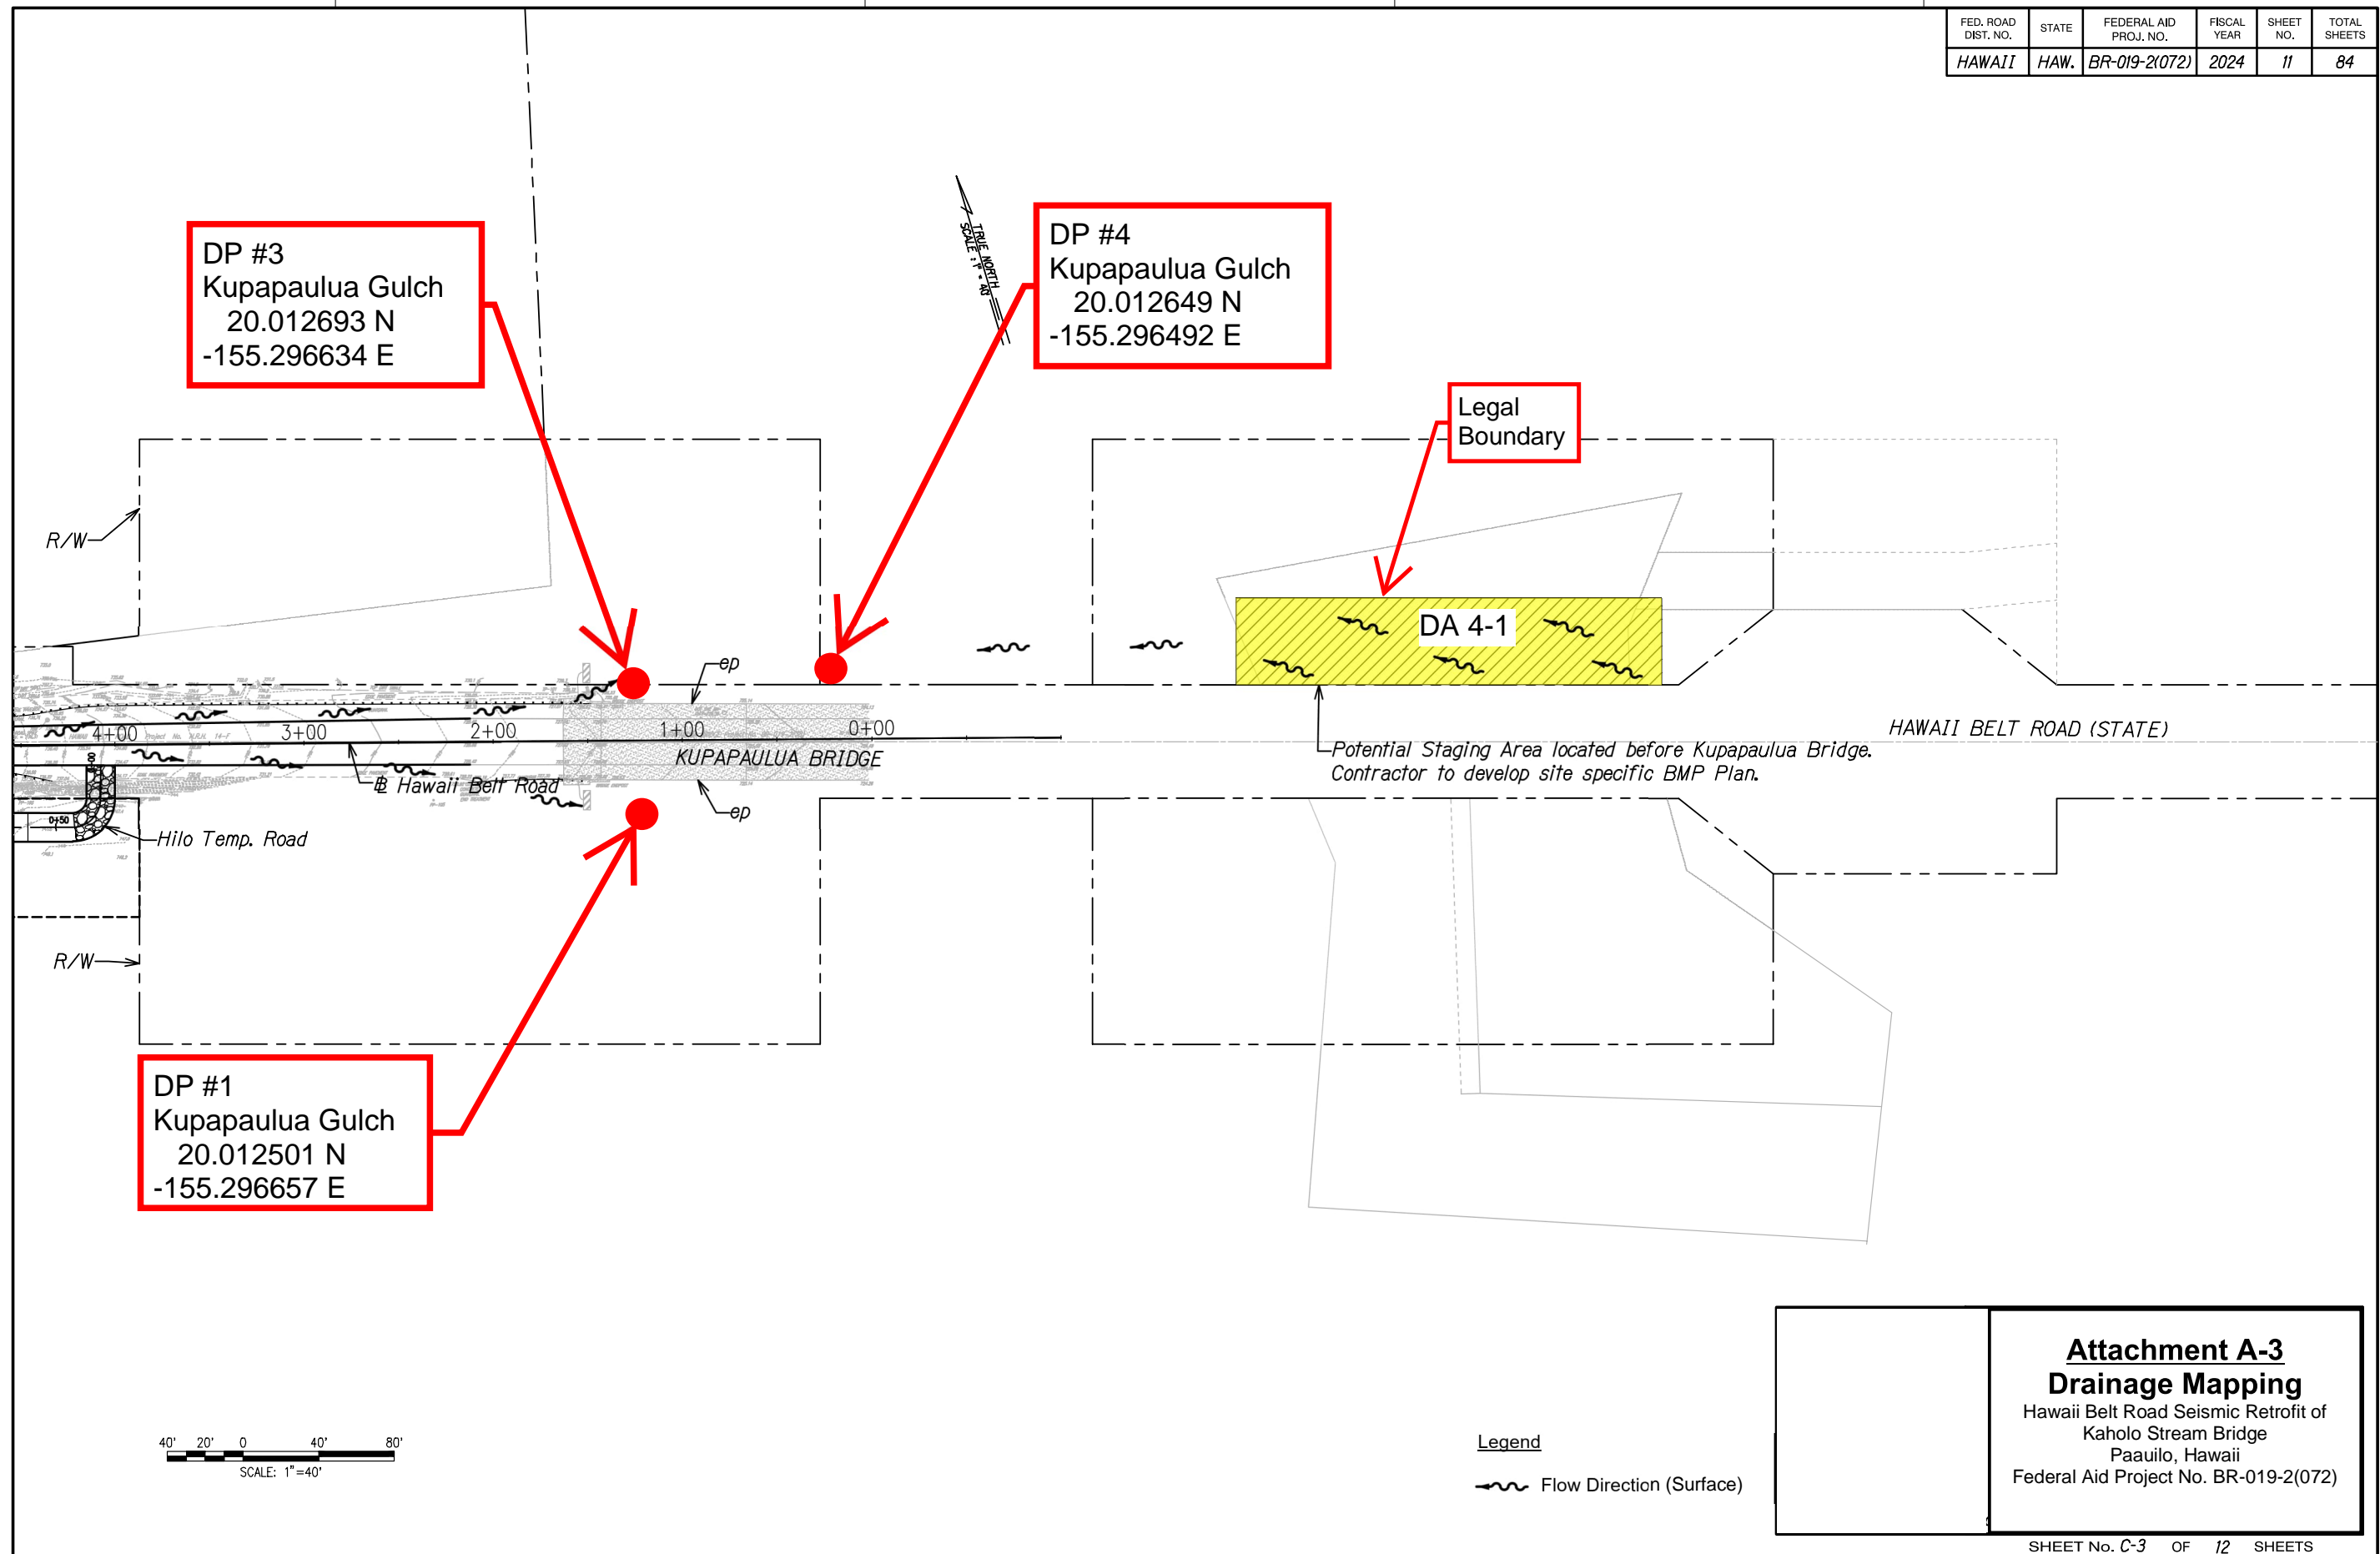 FED. ROAD DIST. NO. STATE FEDERAL AID PROJ. NO. FISCAL YEAR SHEET NO. TOTAL SHEETS
HAWAII HAW. BR-019-2(072) 2024 11 84
DP #3
Kupapaulua Gulch
20.012693 N
-155.296634 E
TRUE NORTH
SCALE : 1" = 40'
DP #4
Kupapaulua Gulch
20.012649 N
-155.296492 E
Legal
Boundary
R/W
DA 4-1
ep
4+00 3+00 2+00 1+00 0+00
KUPAPAULUA BRIDGE
HAWAII BELT ROAD (STATE)
Potential Staging Area located before Kupapaulua Bridge.
Contractor to develop site specific BMP Plan.
℄ Hawaii Belt Road
ep
0+50
Hilo Temp. Road
R/W
DP #1
Kupapaulua Gulch
20.012501 N
-155.296657 E
40' 20' 0 40' 80'
SCALE: 1"=40'
Legend
Flow Direction (Surface)
Attachment A-3
Drainage Mapping
Hawaii Belt Road Seismic Retrofit of
Kaholo Stream Bridge
Paauilo, Hawaii
Federal Aid Project No. BR-019-2(072)
SHEET No. C-3 OF 12 SHEETS